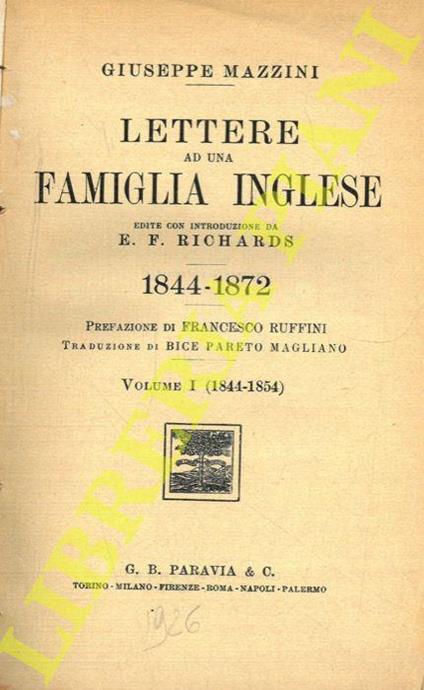 GIUSEPPE MAZZINI
LETTERE
AD UNA
FAMIGLIA INGLESE
EDITE CON INTRODUZIONE DA
E. F. RICHARDS
1844-1872
PREFAZIONE DI FRANCESCO RUFFINI
TRADUZIONE DI BICE PARETO MAGLIANO
VOLUME I (1844-1854)
G. B. PARAVIA & C.
TORINO - MILANO - FIRENZE - ROMA - NAPOLI - PALERMO
1926
LIBRERIA PIANI